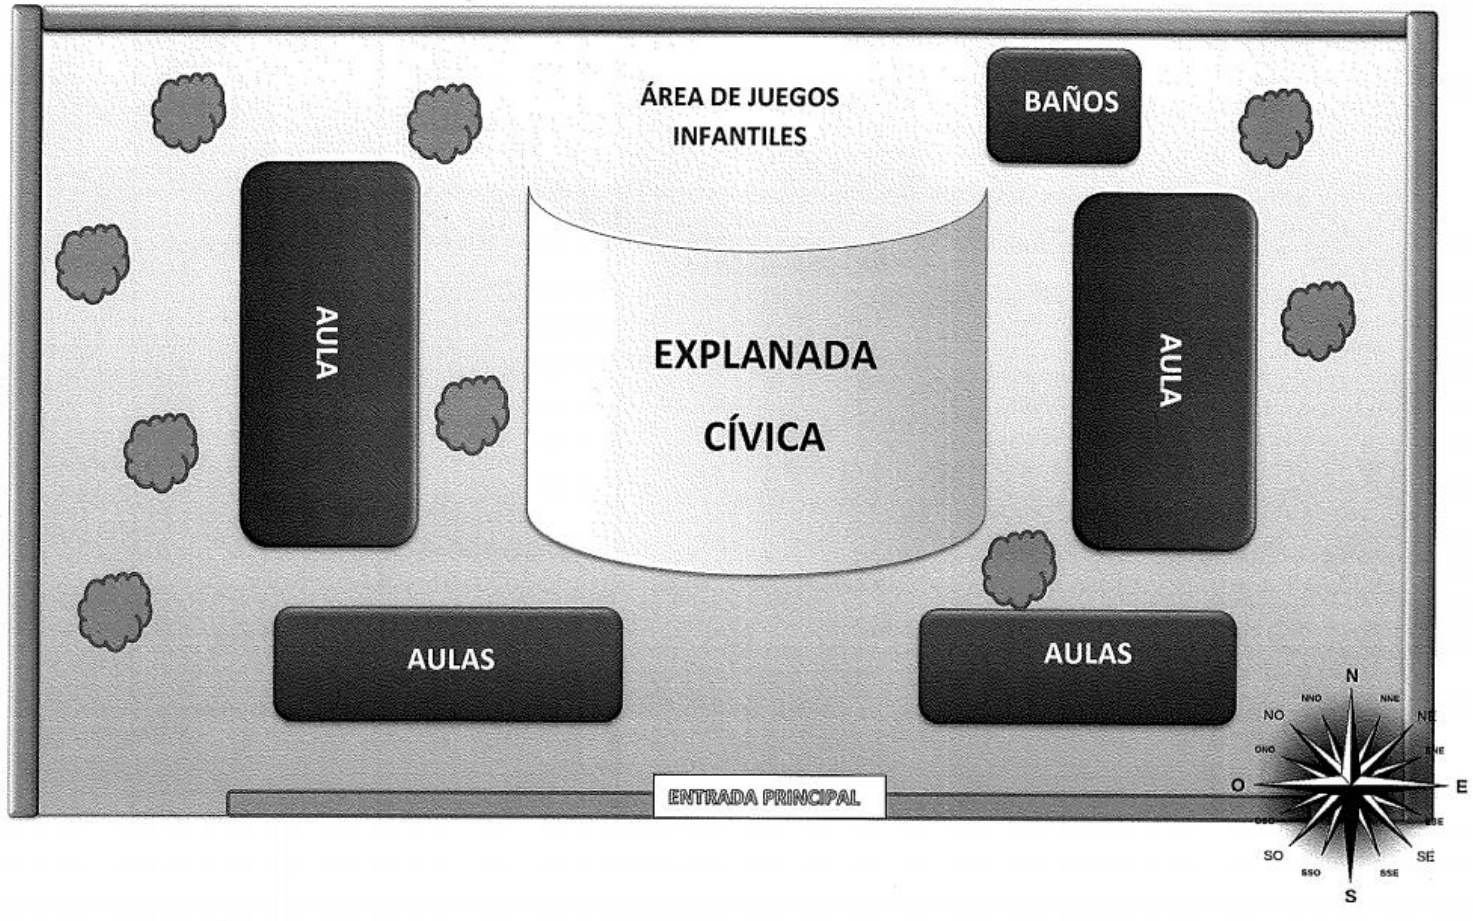 ÁREA DE JUEGOS
INFANTILES
BAÑOS
AULA
EXPLANADA
CÍVICA
AULA
AULAS
AULAS
ENTRADA PRINCIPAL
N
NNO
NNE
NO
NE
ONO
ENE
O
E
OSO
ESE
SO
SE
SSO
SSE
S